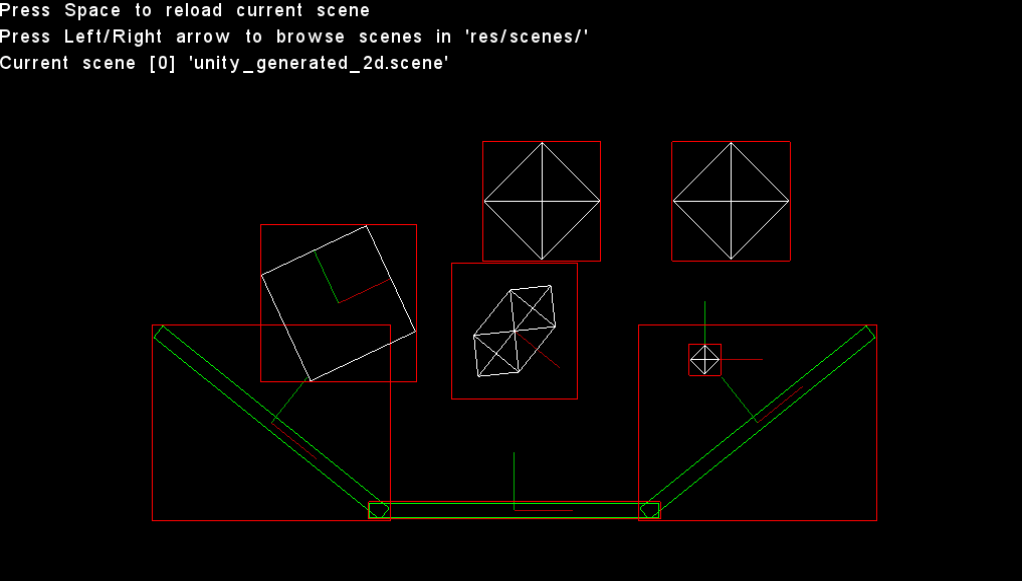 Press Space to reload current scene
Press Left/Right arrow to browse scenes in 'res/scenes/'
Current scene [0] 'unity_generated_2d.scene'